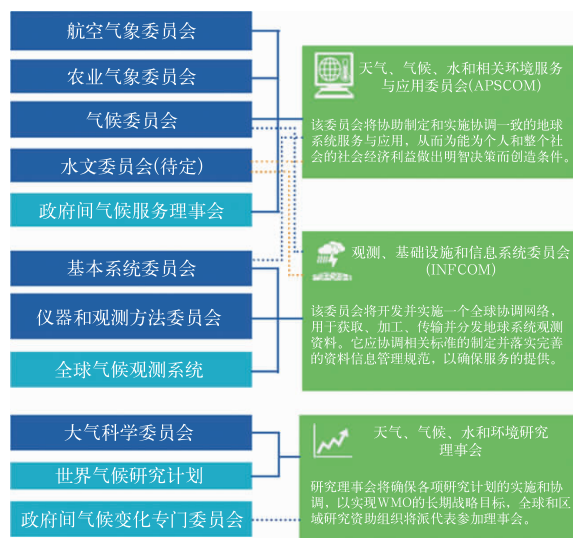 航空气象委员会
农业气象委员会
气候委员会
水文委员会(待定)
政府间气候服务理事会
基本系统委员会
仪器和观测方法委员会
全球气候观测系统
大气科学委员会
世界气候研究计划
政府间气候变化专门委员会
天气、气候、水和相关环境服务
与应用委员会(APSCOM)
该委员会将协助制定和实施协调一致的地球
系统服务与应用，从而为能为个人和整个社
会的社会经济利益做出明智决策而创造条件。
观测、基础设施和信息系统委员会
(INFCOM)
该委员会将开发并实施一个全球协调网络，
用于获取、加工、传输并分发地球系统观测
资料。它应协调相关标准的制定并落实完善
的资料信息管理规范，以确保服务的提供。
天气、气候、水和环境研究
理事会
研究理事会将确保各项研究计划的实施和协
调，以实现WMO的长期战略目标，全球和区
域研究资助组织将派代表参加理事会。